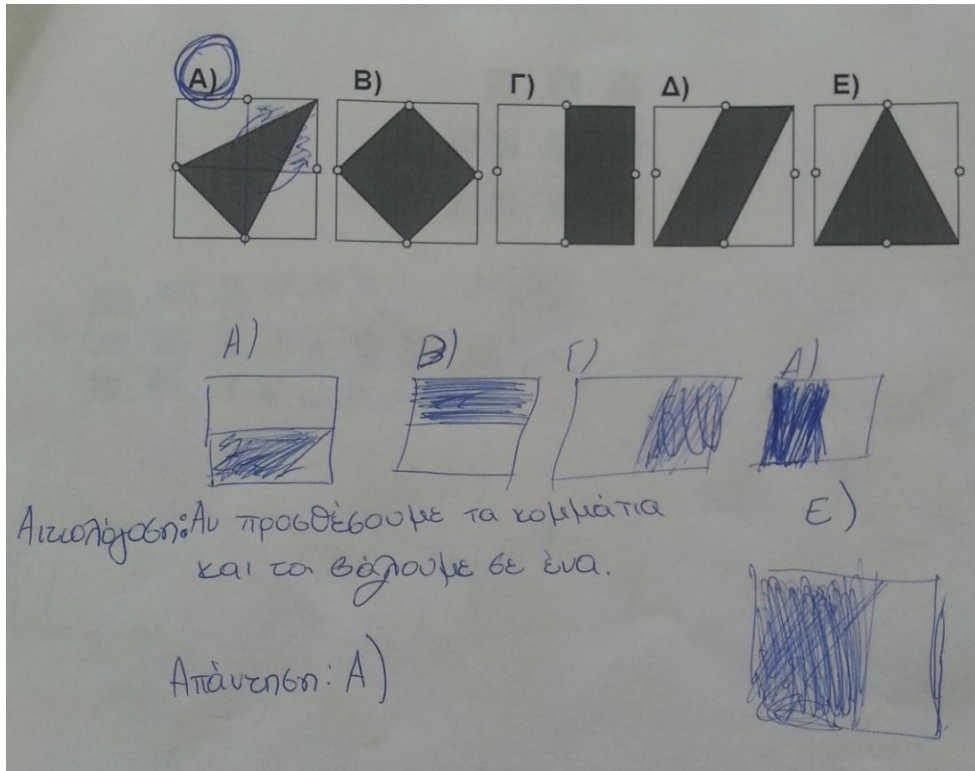 Α) Β) Γ) Δ) Ε)
Α) Β) Γ) Δ)
Αιτιολόγηση: Αν προσθέσουμε τα κομμάτια Ε)
και τα βάλουμε σε ένα.
Απάντηση: Α)